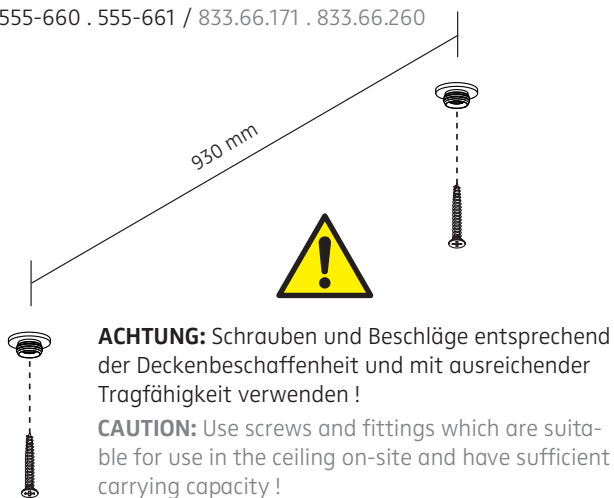 555-660 . 555-661 / 833.66.171 . 833.66.260
930 mm
ACHTUNG: Schrauben und Beschläge entsprechend
der Deckenbeschaffenheit und mit ausreichender
Tragfähigkeit verwenden !
CAUTION: Use screws and fittings which are suita-
ble for use in the ceiling on-site and have sufficient
carrying capacity !